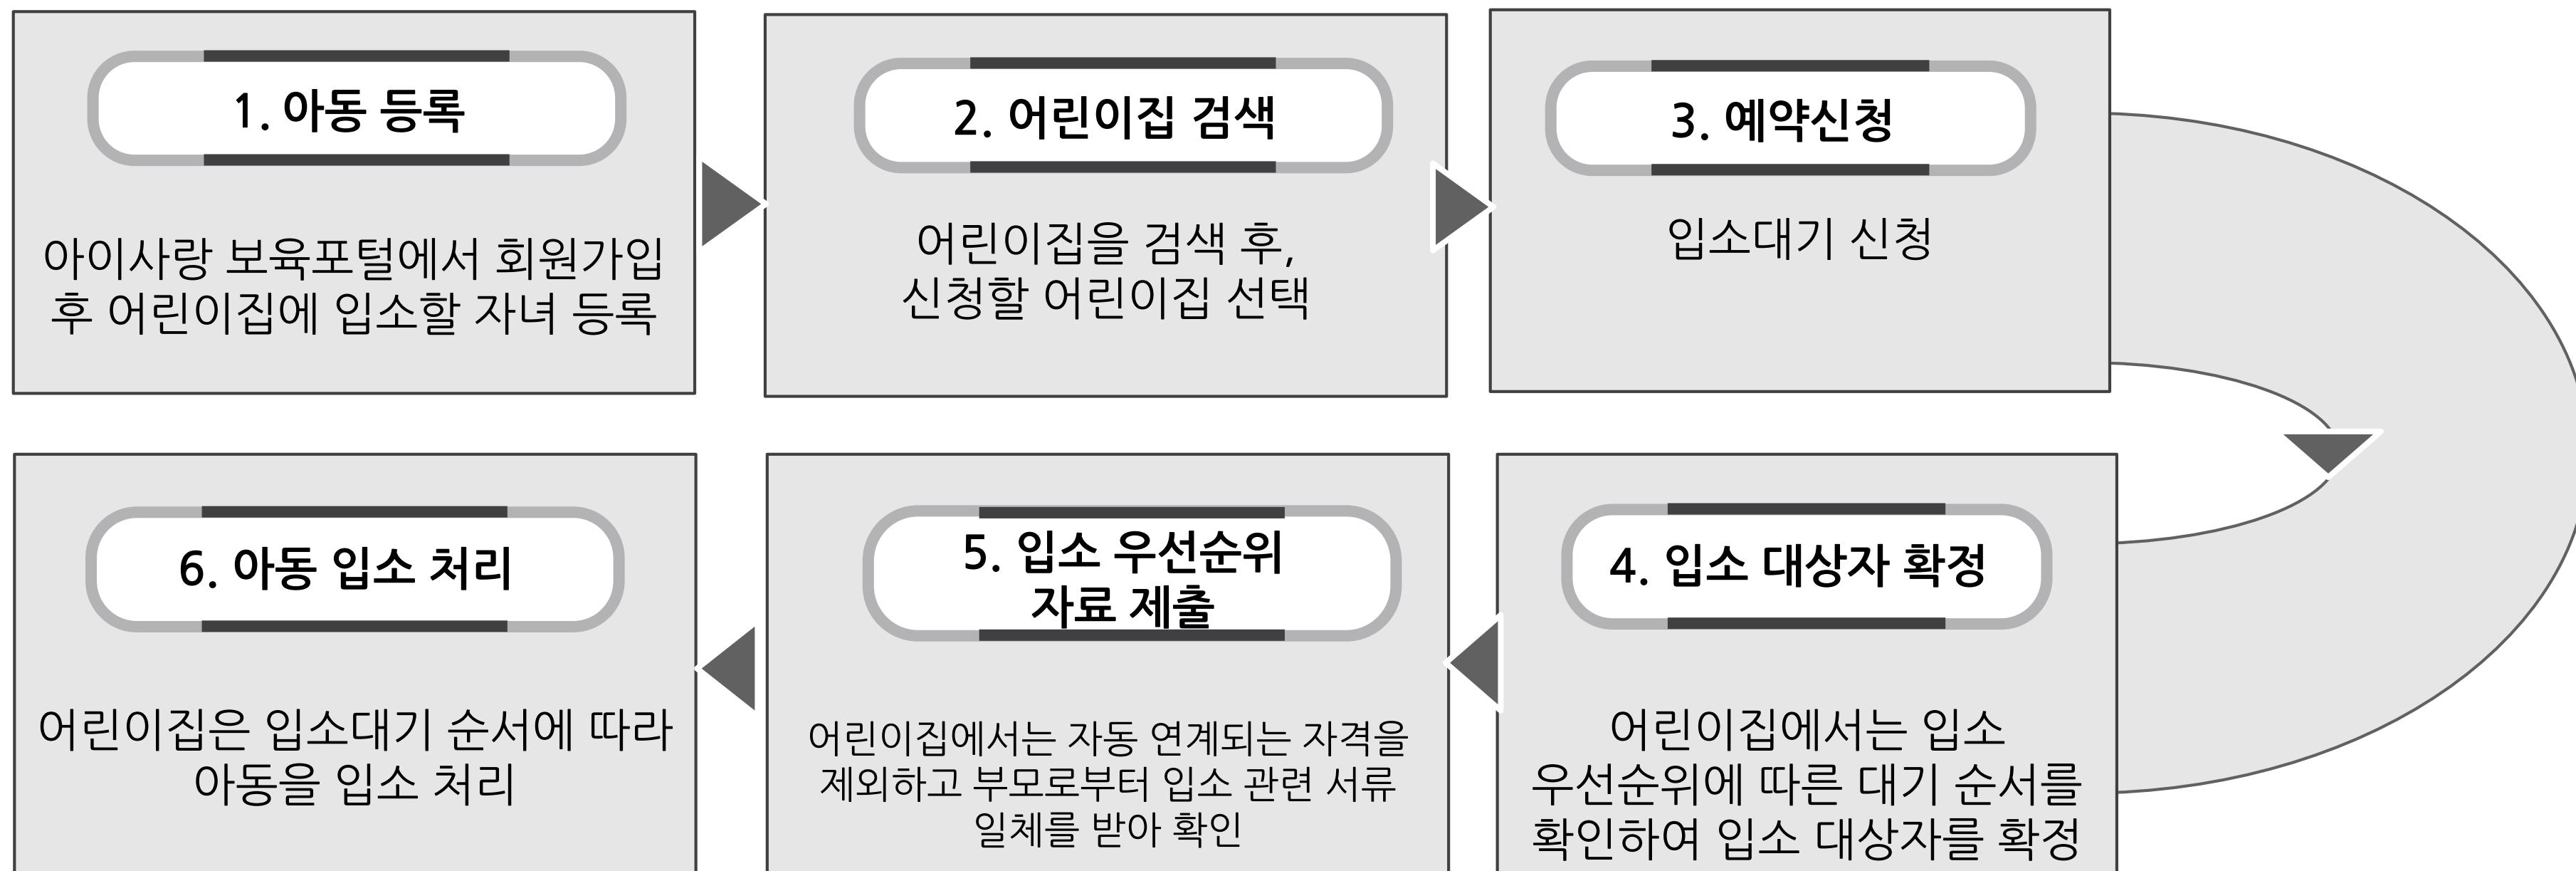 1. 아동 등록
아이사랑 보육포털에서 회원가입
후 어린이집에 입소할 자녀 등록
2. 어린이집 검색
어린이집을 검색 후,
신청할 어린이집 선택
3. 예약신청
입소대기 신청
4. 입소 대상자 확정
어린이집에서는 입소
우선순위에 따른 대기 순서를
확인하여 입소 대상자를 확정
5. 입소 우선순위
자료 제출
어린이집에서는 자동 연계되는 자격을
제외하고 부모로부터 입소 관련 서류
일체를 받아 확인
6. 아동 입소 처리
어린이집은 입소대기 순서에 따라
아동을 입소 처리